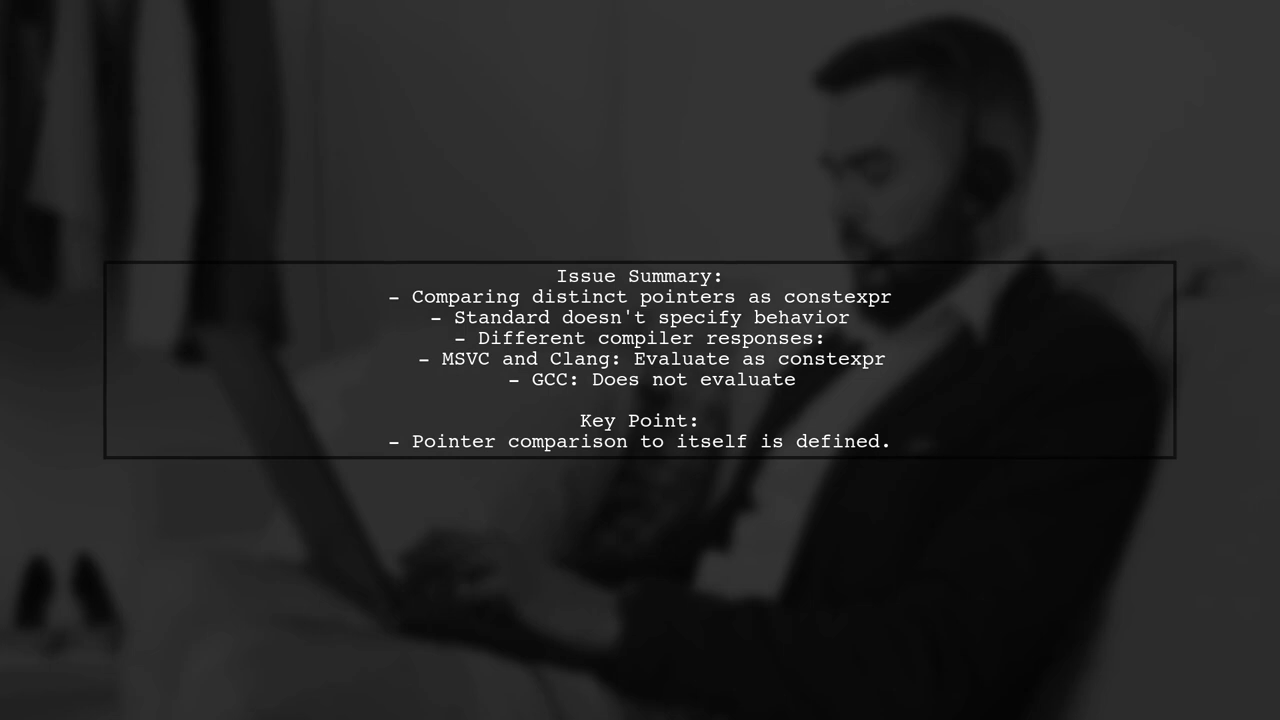 Issue Summary:
- Comparing distinct pointers as constexpr
- Standard doesn't specify behavior
- Different compiler responses:
- MSVC and Clang: Evaluate as constexpr
- GCC: Does not evaluate
Key Point:
- Pointer comparison to itself is defined.